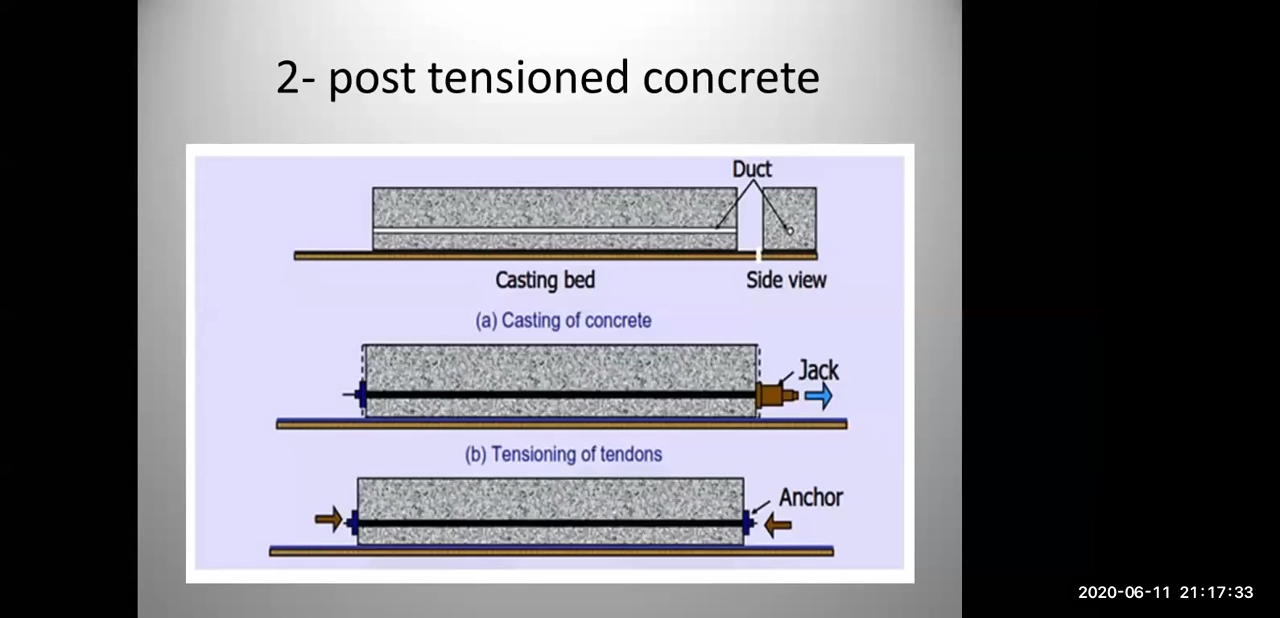 2- post tensioned concrete
Duct
Casting bed
Side view
(a) Casting of concrete
Jack
(b) Tensioning of tendons
Anchor
2020-06-11 21:17:33